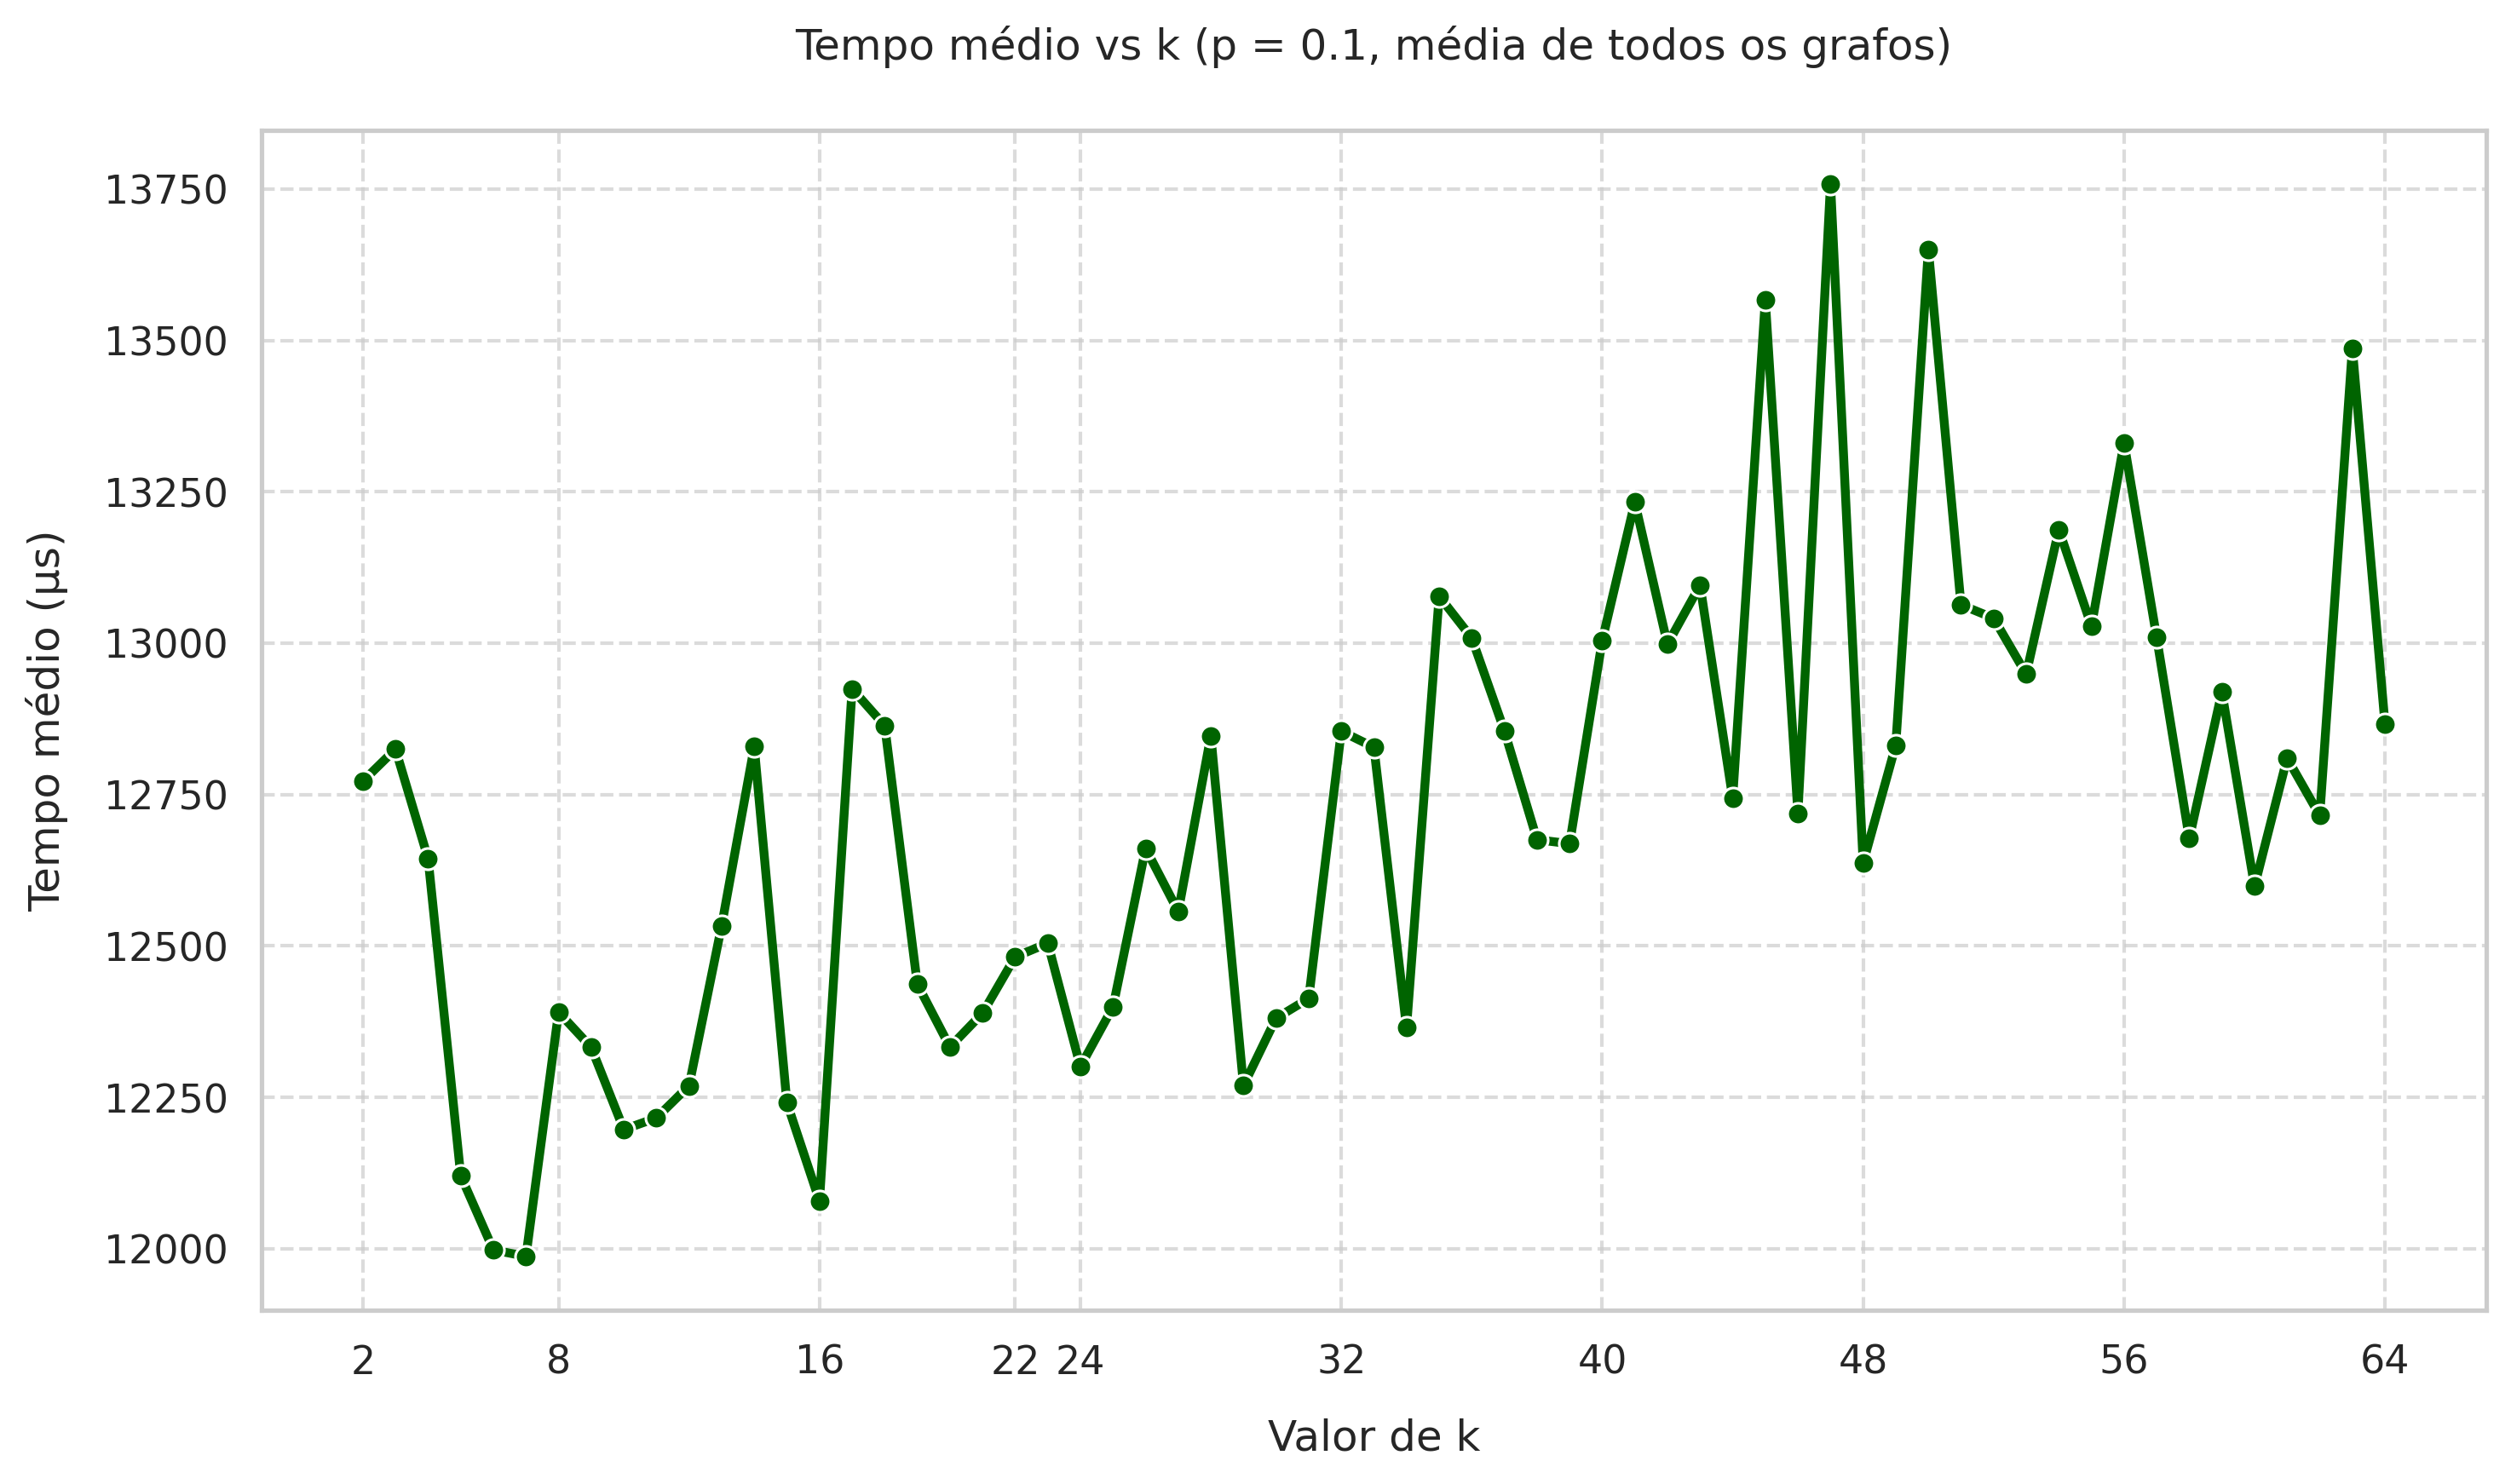 Tempo médio vs k (p = 0.1, média de todos os grafos)
Tempo médio (µs)
13750
13500
13250
13000
12750
12500
12250
12000
2 8 16 22 24 32 40 48 56 64
Valor de k